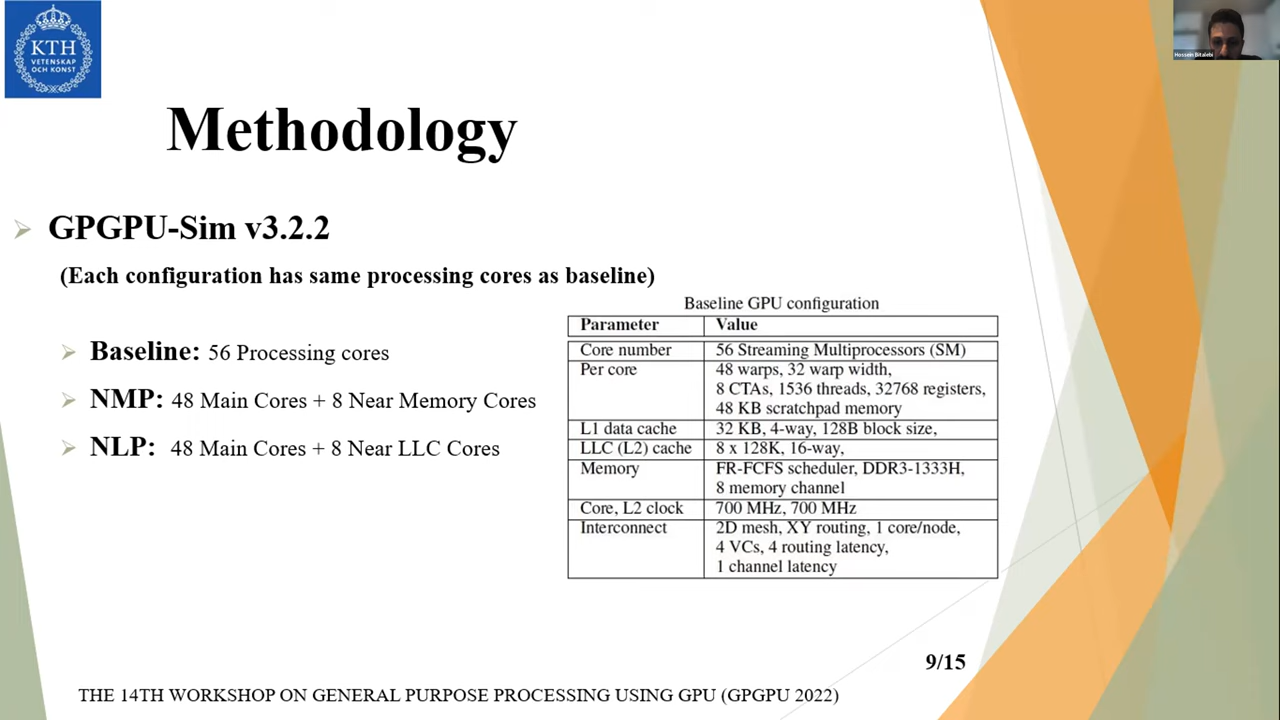 KTH
VETENSKAP
OCH KONST
Hossein Bitalebi
Methodology
GPGPU-Sim v3.2.2
(Each configuration has same processing cores as baseline)
Baseline: 56 Processing cores
NMP: 48 Main Cores + 8 Near Memory Cores
NLP: 48 Main Cores + 8 Near LLC Cores
Baseline GPU configuration
Parameter Value
Core number 56 Streaming Multiprocessors (SM)
Per core 48 warps, 32 warp width,
8 CTAs, 1536 threads, 32768 registers,
48 KB scratchpad memory
L1 data cache 32 KB, 4-way, 128B block size,
LLC (L2) cache 8 x 128K, 16-way,
Memory FR-FCFS scheduler, DDR3-1333H,
8 memory channel
Core, L2 clock 700 MHz, 700 MHz
Interconnect 2D mesh, XY routing, 1 core/node,
4 VCs, 4 routing latency,
1 channel latency
9/15
THE 14TH WORKSHOP ON GENERAL PURPOSE PROCESSING USING GPU (GPGPU 2022)